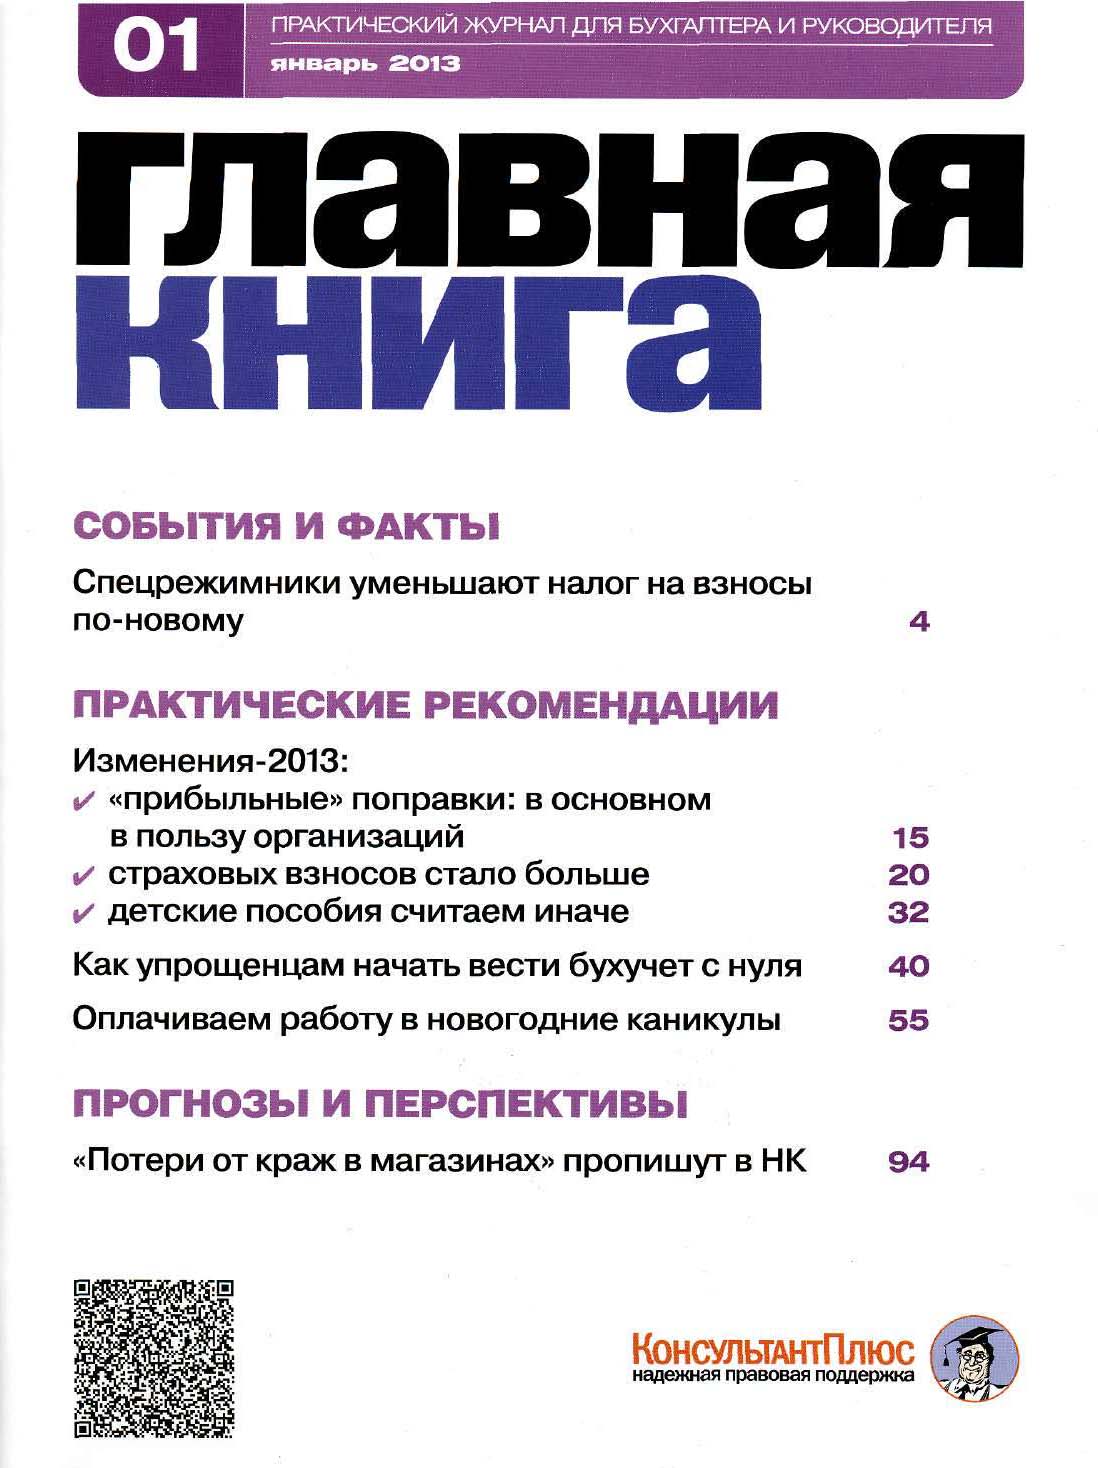 01
ПРАКТИЧЕСКИЙ ЖУРНАЛ ДЛЯ БУХГАЛТЕРА И РУКОВОДИТЕЛЯ
январь 2013
главная
книга
СОБЫТИЯ И ФАКТЫ
Спецрежимники уменьшают налог на взносы
по-новому 4
ПРАКТИЧЕСКИЕ РЕКОМЕНДАЦИИ
Изменения-2013:
✔ «прибыльные» поправки: в основном
в пользу организаций 15
✔ страховых взносов стало больше 20
✔ детские пособия считаем иначе 32
Как упрощенцам начать вести бухучет с нуля 40
Оплачиваем работу в новогодние каникулы 55
ПРОГНОЗЫ И ПЕРСПЕКТИВЫ
«Потери от краж в магазинах» пропишут в НК 94
КонсультантПлюс
надежная правовая поддержка